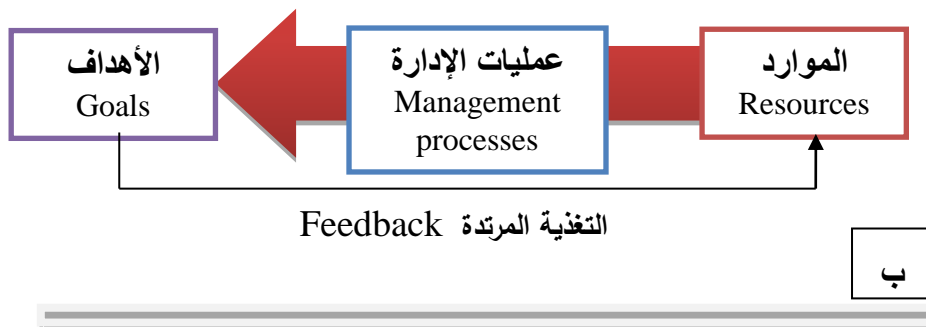 الموارد
Resources
عمليات الإدارة
Management
processes
الأهداف
Goals
التغذية المرتدة Feedback
ب